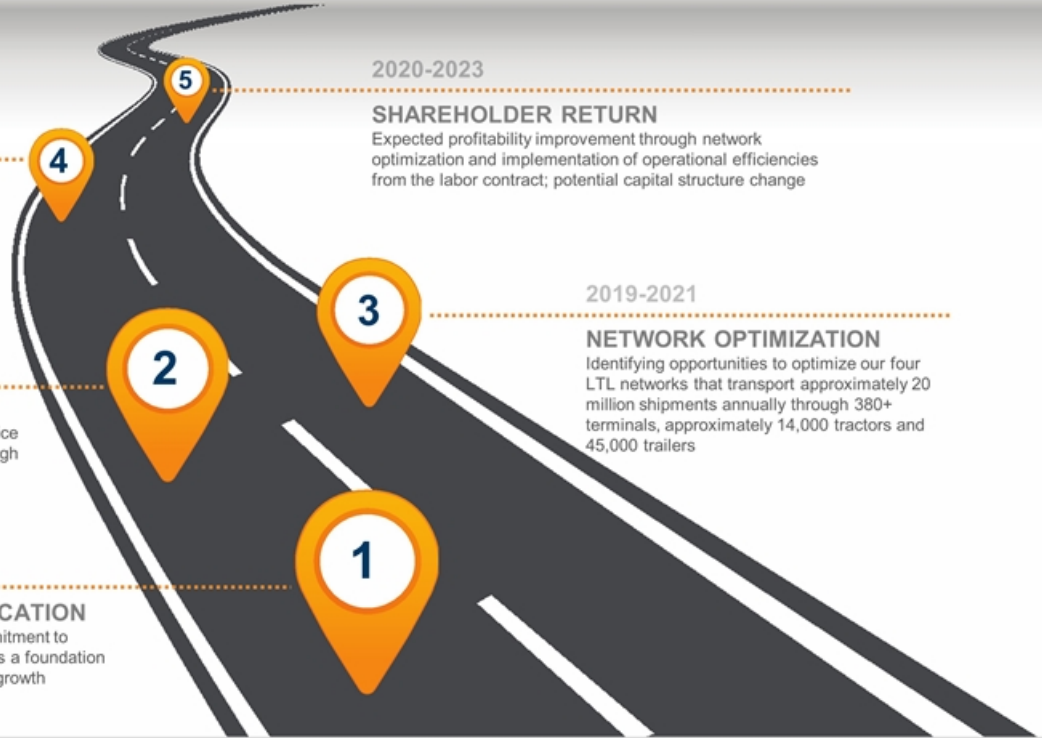 5
2020-2023
SHAREHOLDER RETURN
Expected profitability improvement through network
optimization and implementation of operational efficiencies
from the labor contract; potential capital structure change
4
3
2019-2021
NETWORK OPTIMIZATION
Identifying opportunities to optimize our four
LTL networks that transport approximately 20
million shipments annually through 380+
terminals, approximately 14,000 tractors and
45,000 trailers
2
ce
gh
1
CATION
nitment to
s a foundation
growth